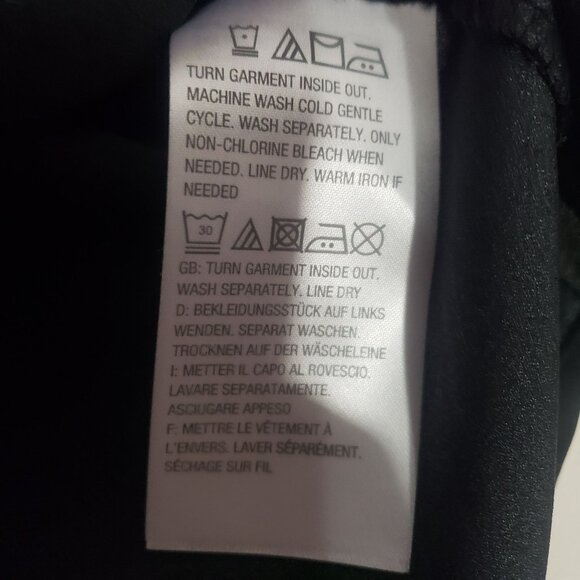 TURN GARMENT INSIDE OUT.
MACHINE WASH COLD GENTLE
CYCLE. WASH SEPARATELY. ONLY
NON-CHLORINE BLEACH WHEN
NEEDED. LINE DRY. WARM IRON IF
NEEDED
30
GB: TURN GARMENT INSIDE OUT.
WASH SEPARATELY. LINE DRY
D: BEKLEIDUNGSSTÜCK AUF LINKS
WENDEN. SEPARAT WASCHEN.
TROCKNEN AUF DER WÄSCHELEINE
I: METTER IL CAPO AL ROVESCIO.
LAVARE SEPARATAMENTE.
ASCIUGARE APPESO
F: METTRE LE VÊTEMENT À
L'ENVERS. LAVER SÉPARÉMENT.
SÉCHAGE SUR FIL